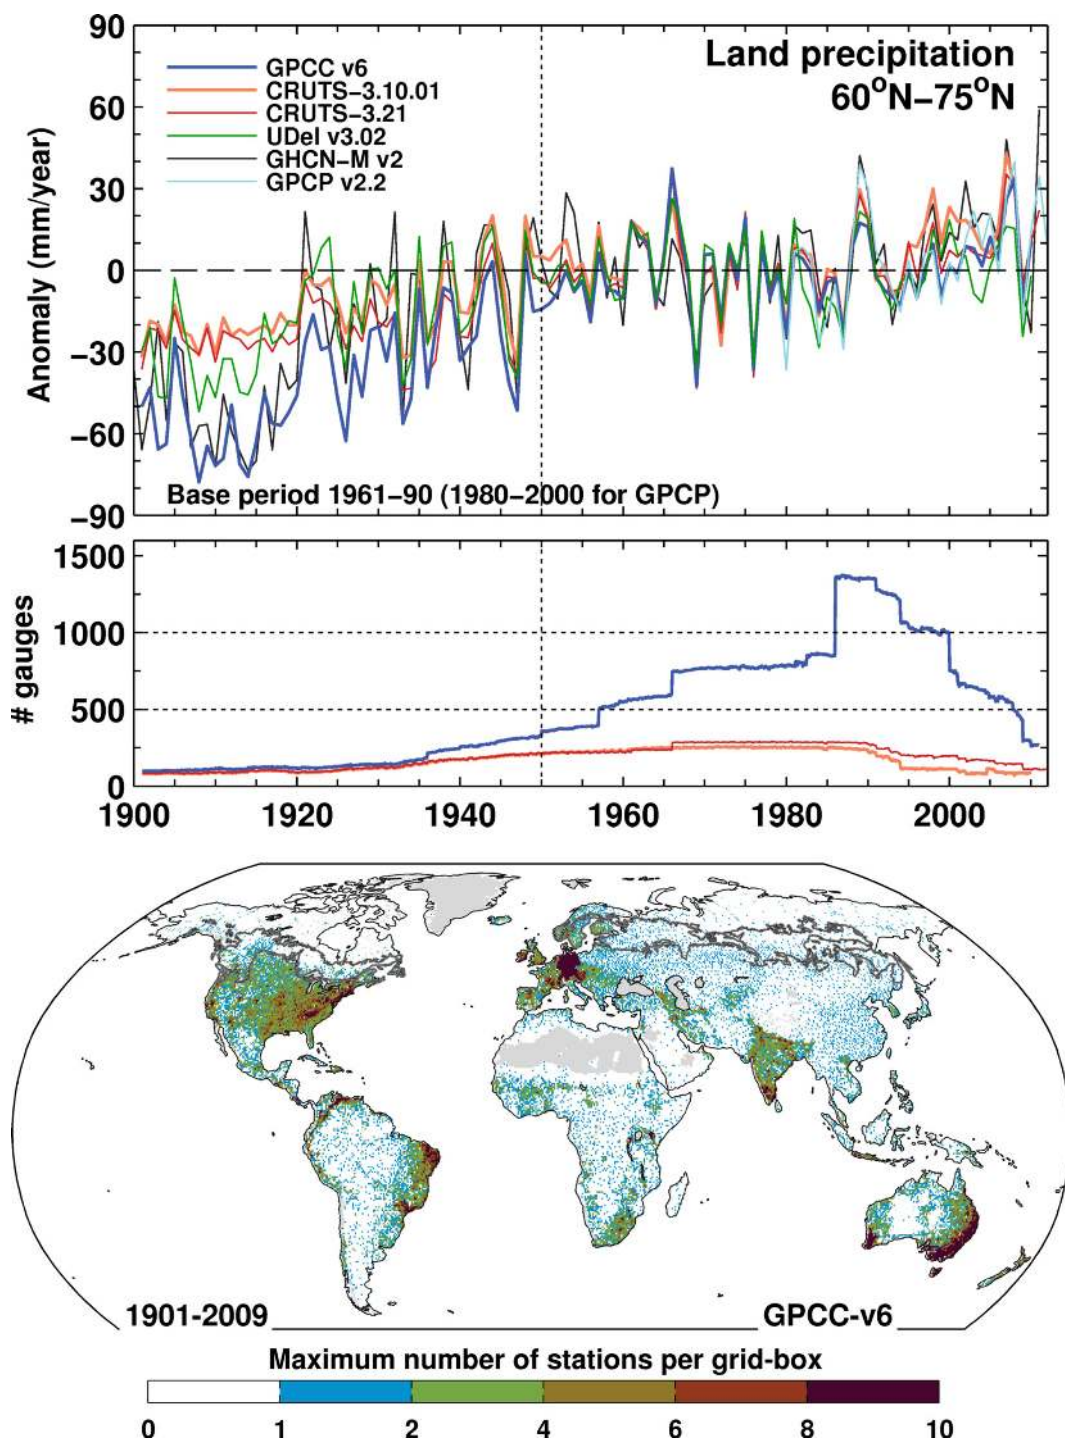 90
60
30
0
−30
−60
−90
Anomaly (mm/year)
GPCC v6
CRUTS−3.10.01
CRUTS−3.21
UDel v3.02
GHCN−M v2
GPCP v2.2
Land precipitation
60°N−75°N
Base period 1961−90 (1980−2000 for GPCP)
1500
1000
500
0
# gauges
1900 1920 1940 1960 1980 2000
1901-2009 GPCC-v6
Maximum number of stations per grid-box
0 1 2 4 6 8 10